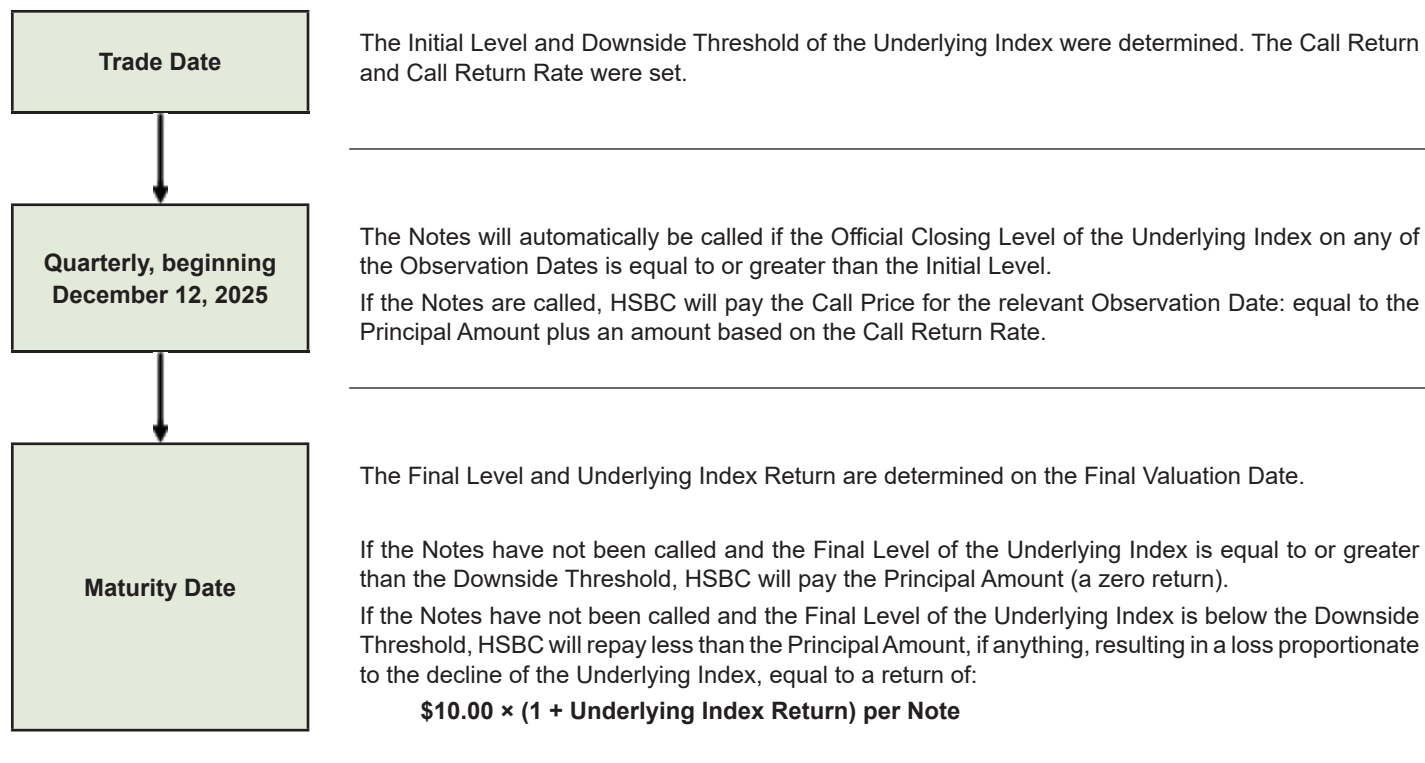 Trade Date
The Initial Level and Downside Threshold of the Underlying Index were determined. The Call Return
and Call Return Rate were set.
Quarterly, beginning
December 12, 2025
The Notes will automatically be called if the Official Closing Level of the Underlying Index on any of
the Observation Dates is equal to or greater than the Initial Level.
If the Notes are called, HSBC will pay the Call Price for the relevant Observation Date: equal to the
Principal Amount plus an amount based on the Call Return Rate.
Maturity Date
The Final Level and Underlying Index Return are determined on the Final Valuation Date.
If the Notes have not been called and the Final Level of the Underlying Index is equal to or greater
than the Downside Threshold, HSBC will pay the Principal Amount (a zero return).
If the Notes have not been called and the Final Level of the Underlying Index is below the Downside
Threshold, HSBC will repay less than the Principal Amount, if anything, resulting in a loss proportionate
to the decline of the Underlying Index, equal to a return of:
$10.00 × (1 + Underlying Index Return) per Note